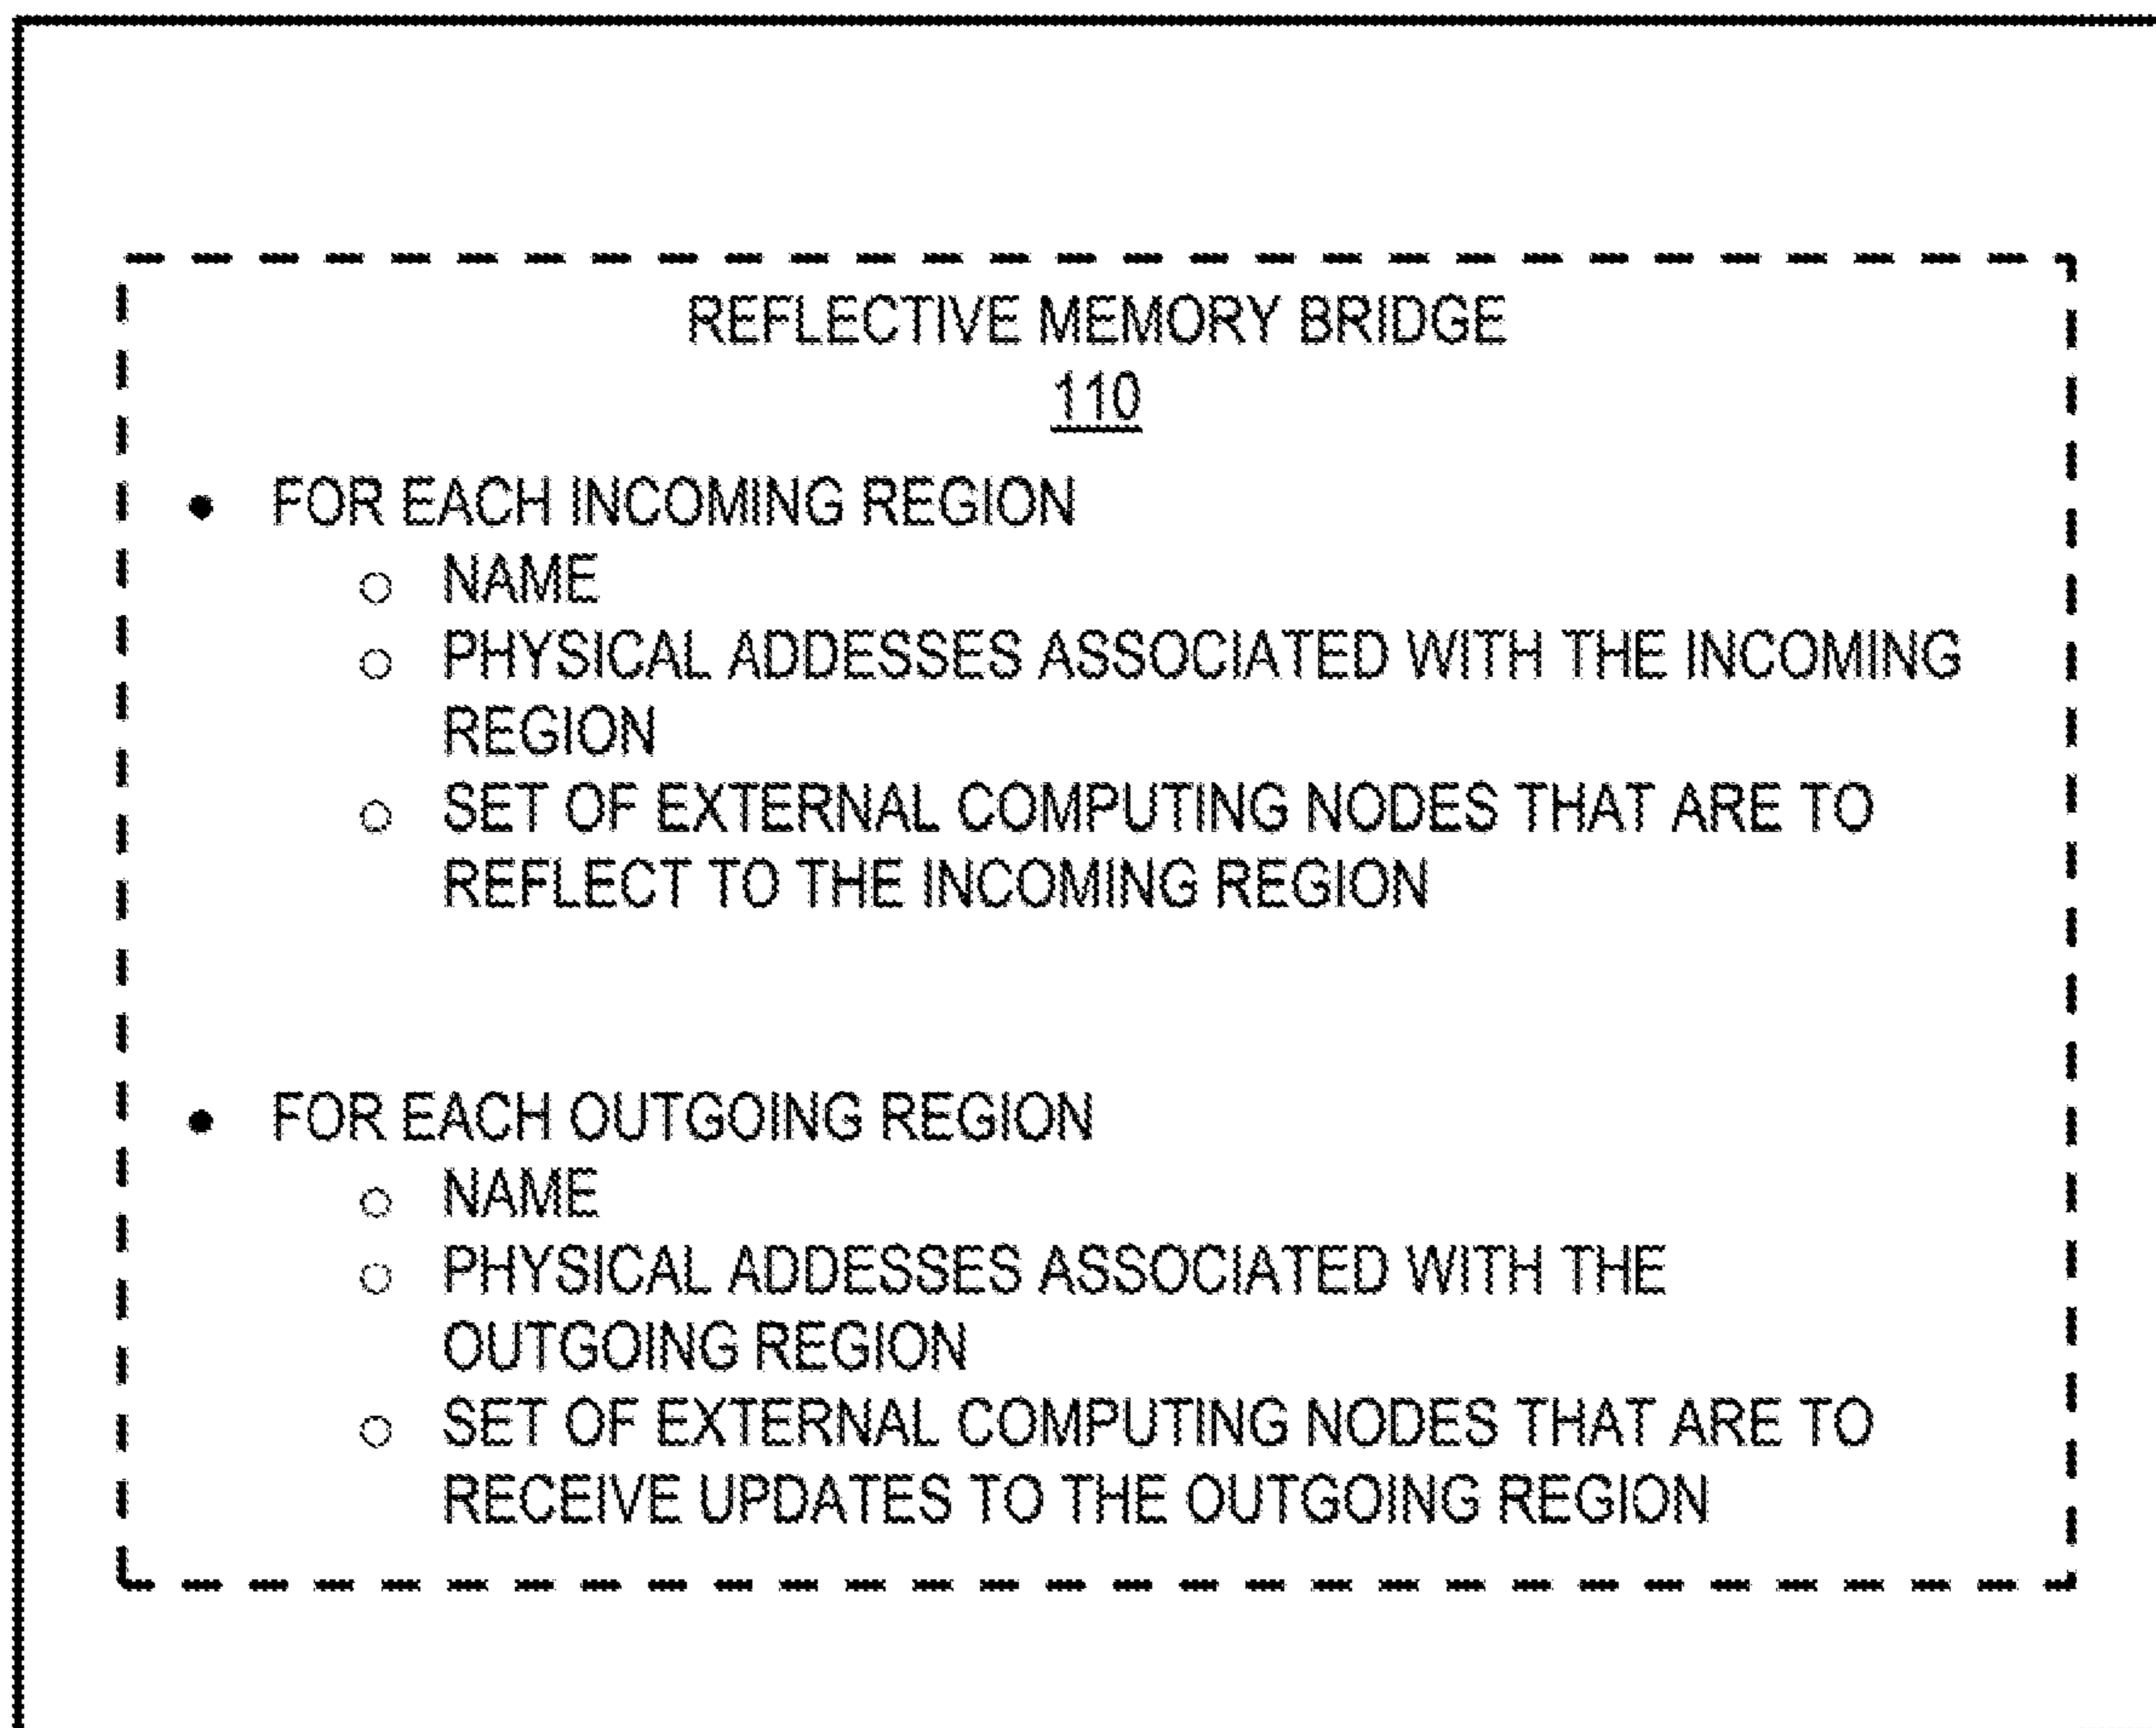 REFLECTIVE MEMORY BRIDGE
110
• FOR EACH INCOMING REGION
○ NAME
○ PHYSICAL ADDESSES ASSOCIATED WITH THE INCOMING
REGION
○ SET OF EXTERNAL COMPUTING NODES THAT ARE TO
REFLECT TO THE INCOMING REGION
• FOR EACH OUTGOING REGION
○ NAME
○ PHYSICAL ADDESSES ASSOCIATED WITH THE
OUTGOING REGION
○ SET OF EXTERNAL COMPUTING NODES THAT ARE TO
RECEIVE UPDATES TO THE OUTGOING REGION